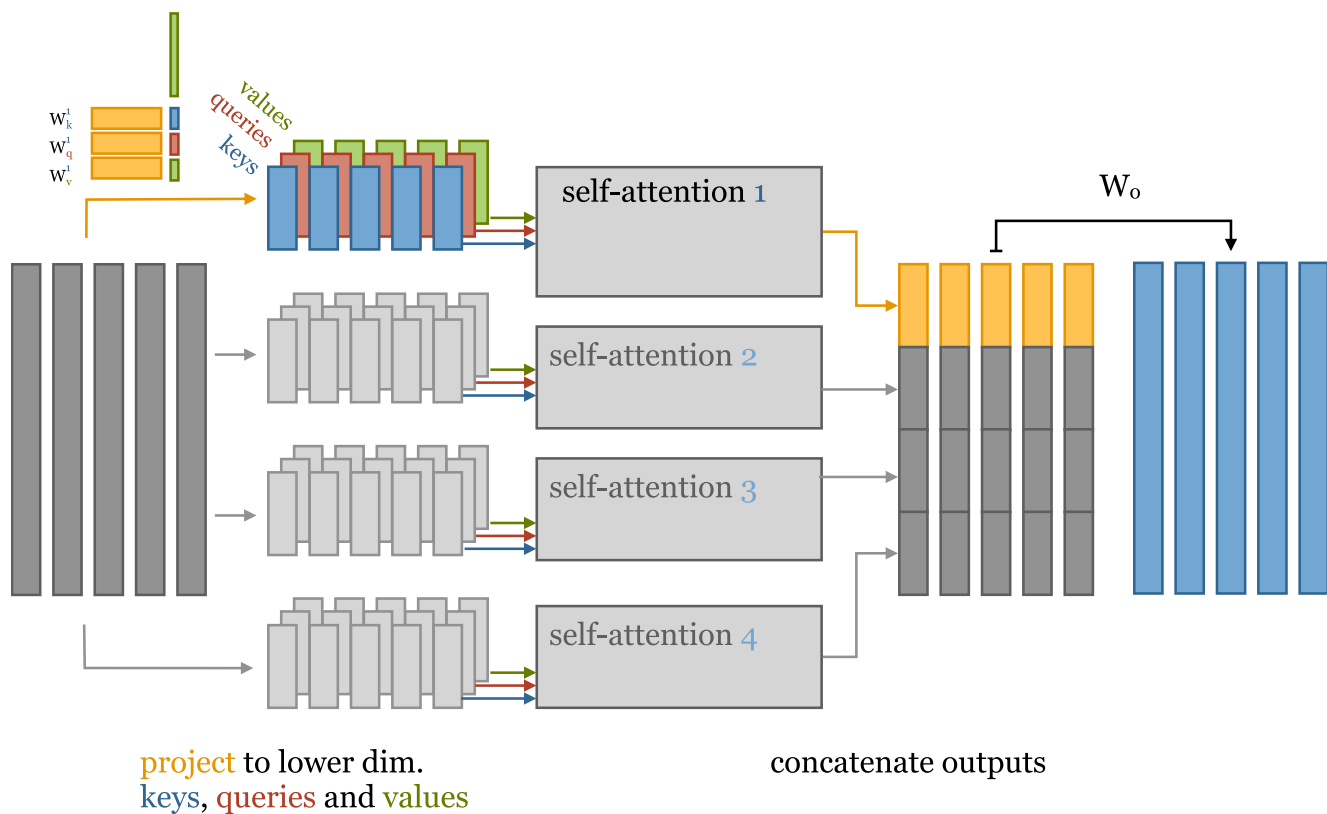 W¹ₖ
W¹q
W¹ᵥ
keys
queries
values
self-attention 1
Wₒ
self-attention 2
self-attention 3
self-attention 4
project to lower dim.
keys, queries and values
concatenate outputs